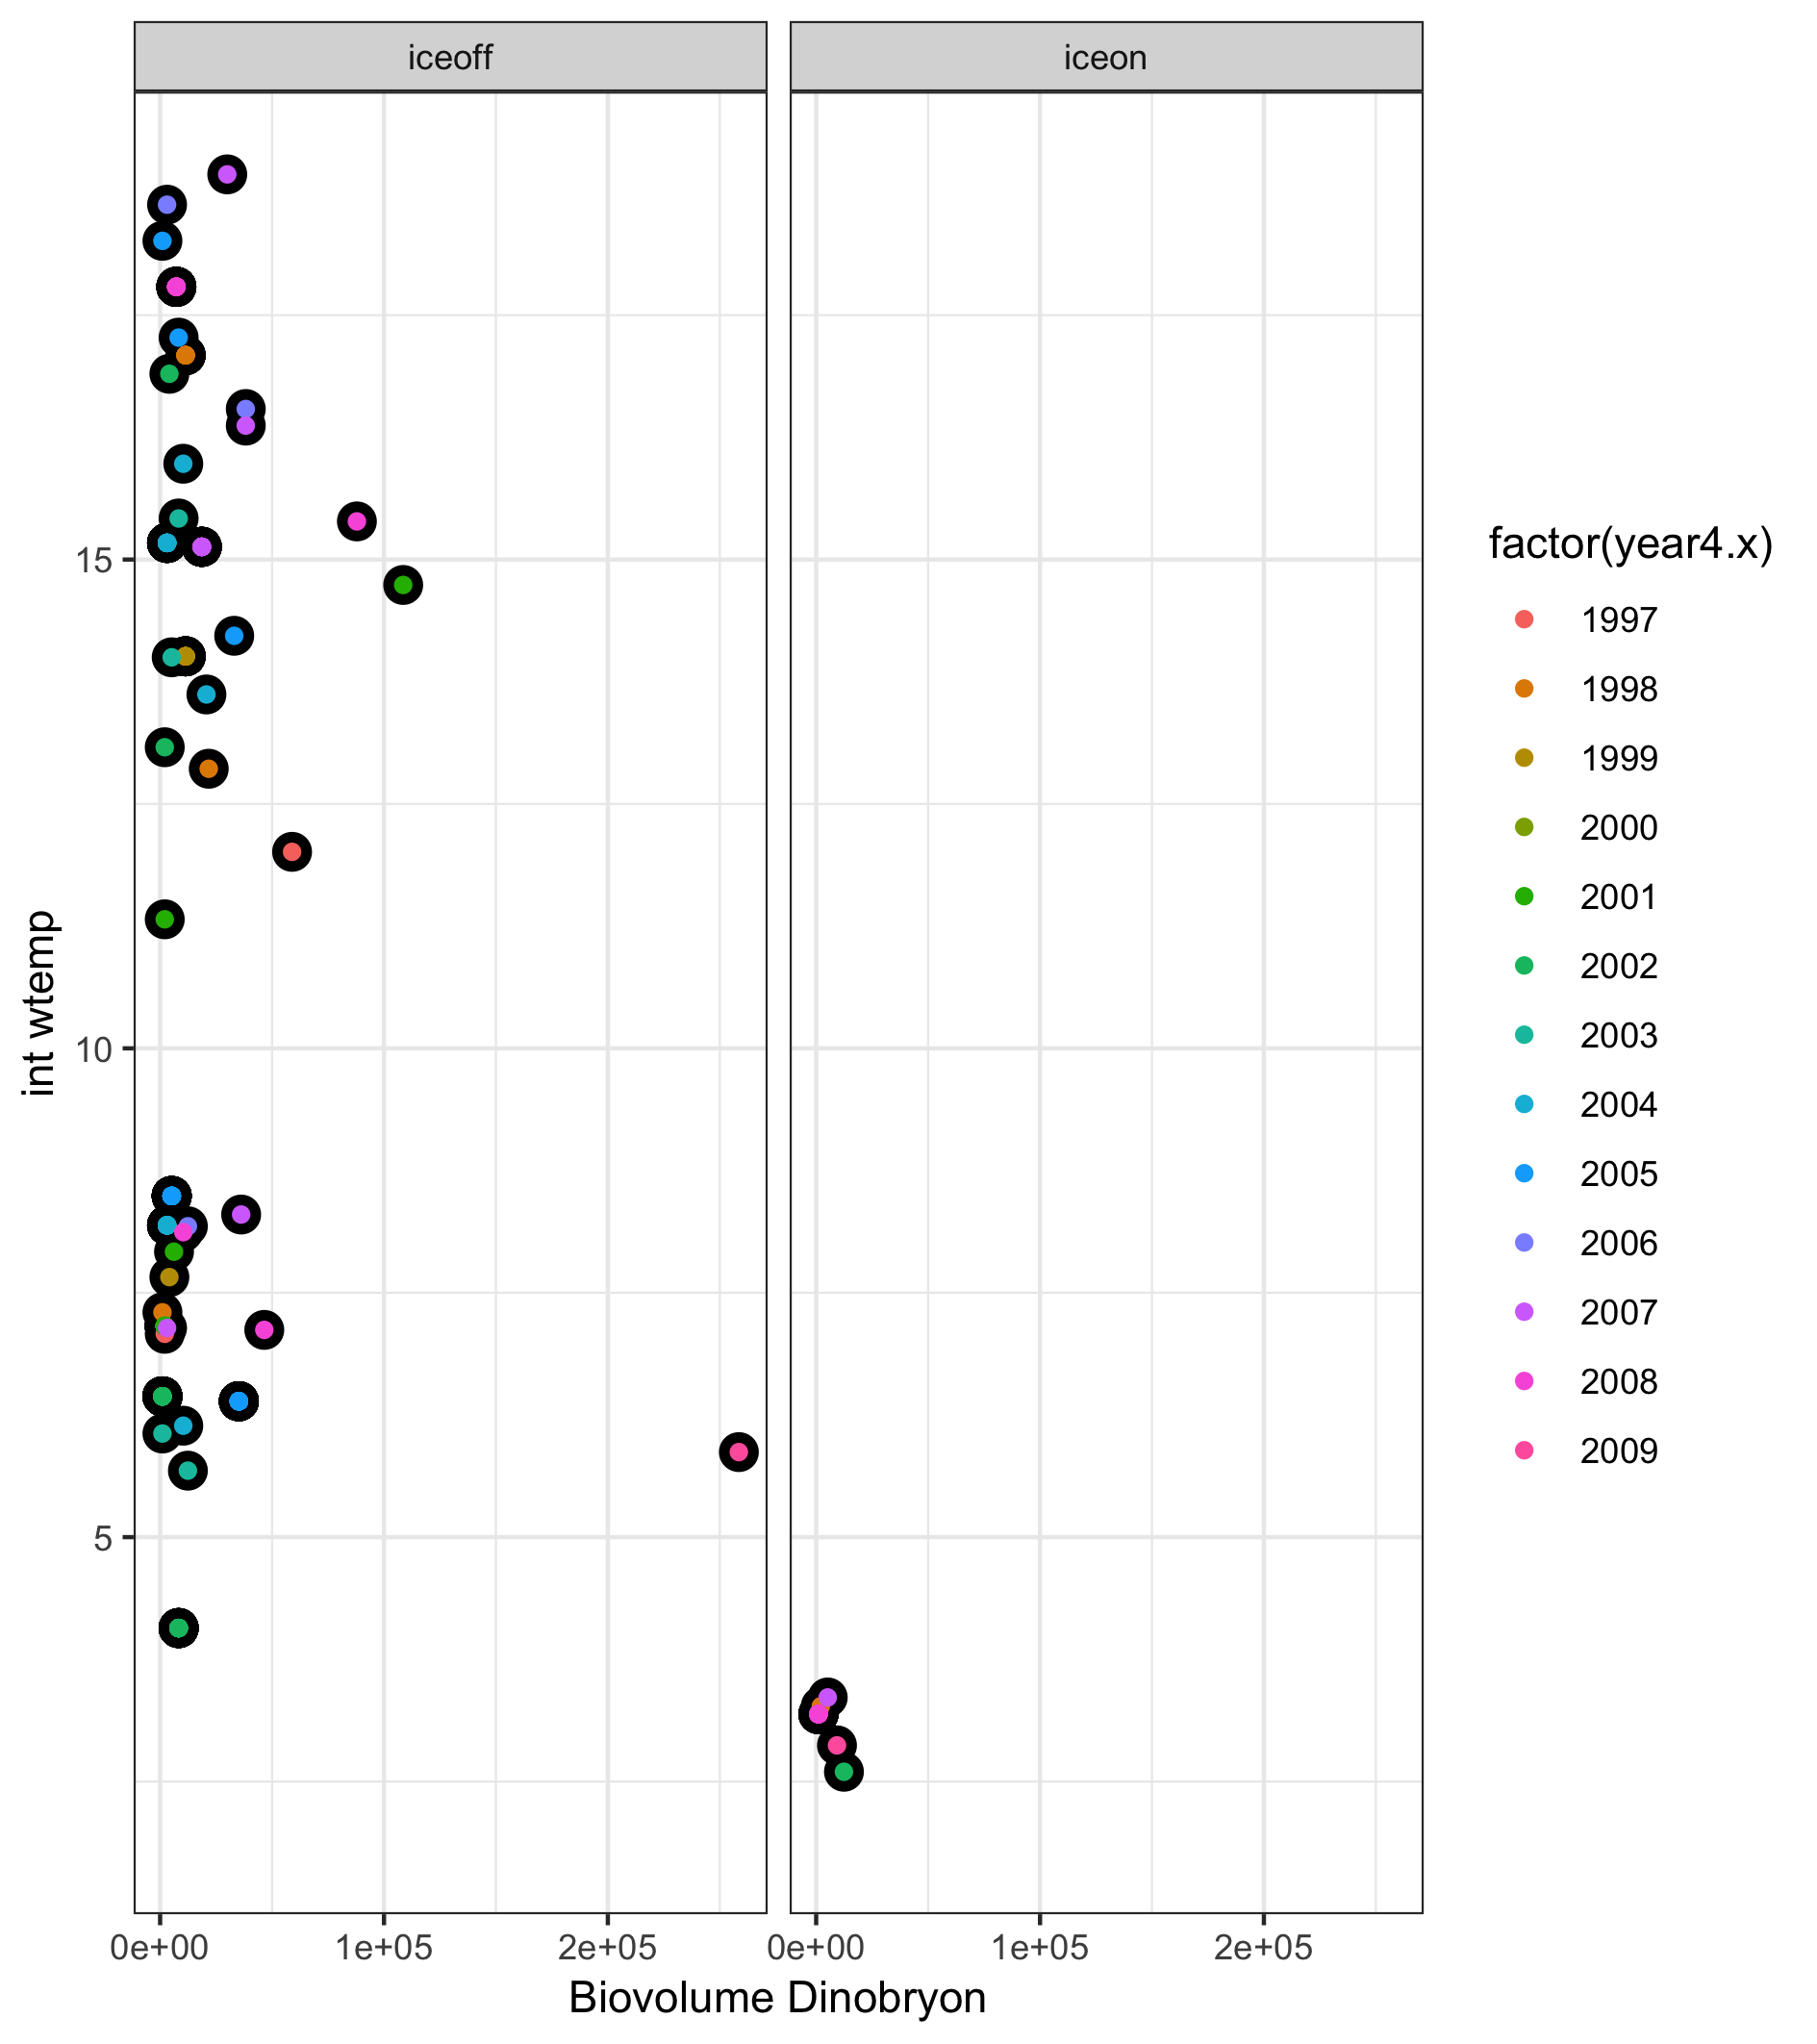 iceoff
iceon
15
10
5
int wtemp
0e+00
1e+05
2e+05
0e+00
1e+05
2e+05
Biovolume Dinobryon
factor(year4.x)
1997
1998
1999
2000
2001
2002
2003
2004
2005
2006
2007
2008
2009